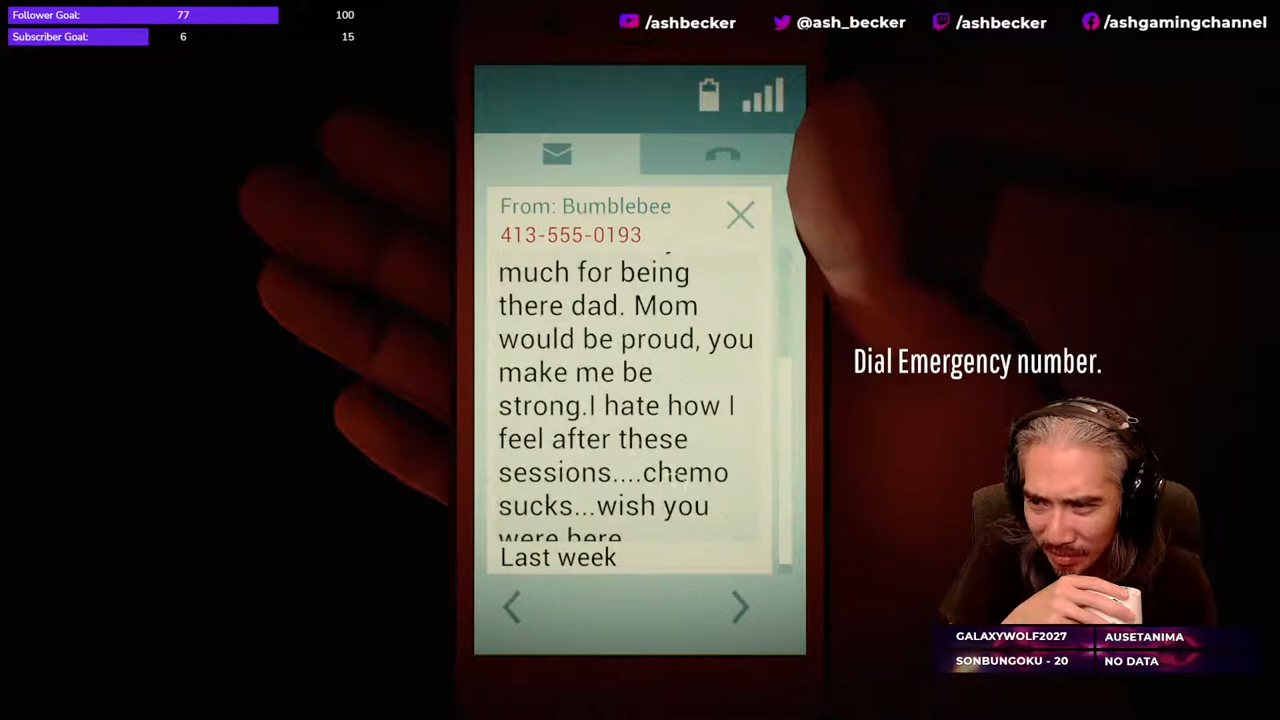 Follower Goal: 77 100
Subscriber Goal: 6 15
/ashbecker @ash_becker /ashbecker /ashgamingchannel
From: Bumblebee
413-555-0193
much for being
there dad. Mom
would be proud, you
make me be
strong.I hate how I
feel after these
sessions....chemo
sucks...wish you
were here
Last week
Dial Emergency number.
GALAXYWOLF2027 AUSETANIMA
SONBUNGOKU - 20 NO DATA